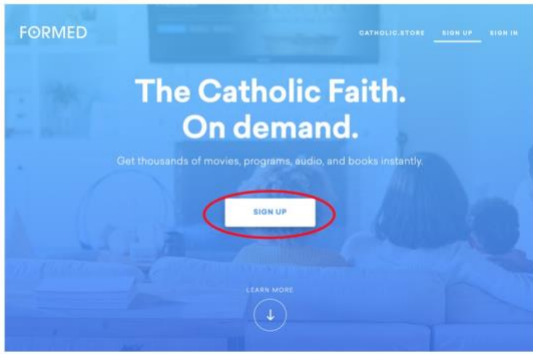 FORMED
CATHOLIC.STORE SIGN UP SIGN IN
The Catholic Faith.
On demand.
Get thousands of movies, programs, audio, and books instantly.
SIGN UP
LEARN MORE